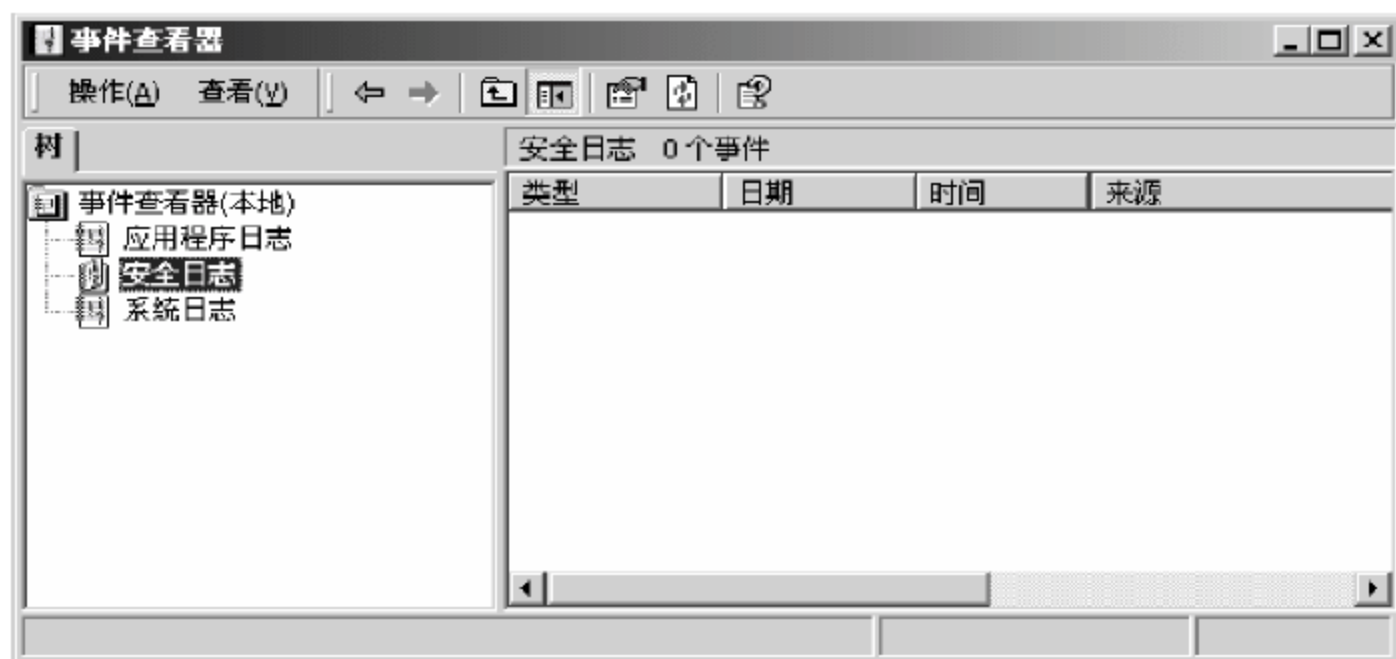 事件查看器
操作(A) 查看(V)
树
安全日志 0个事件
事件查看器(本地)
应用程序日志
安全日志
系统日志
类型 日期 时间 来源